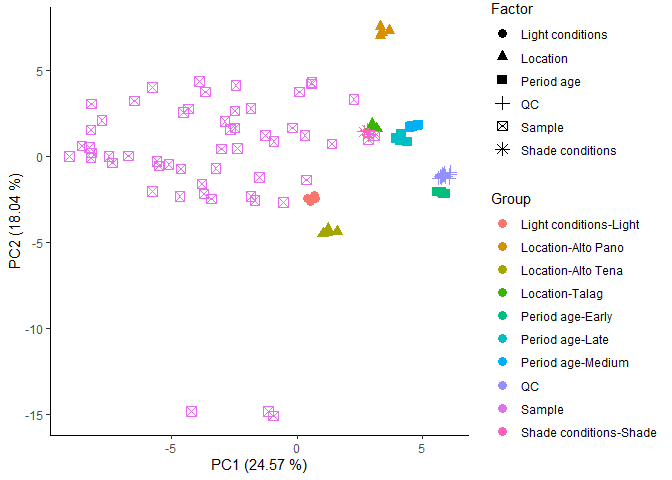 PC2 (18.04 %)
5
0
-5
-10
-15
-5
0
5
PC1 (24.57 %)
Factor
Light conditions
Location
Period age
QC
Sample
Shade conditions
Group
Light conditions-Light
Location-Alto Pano
Location-Alto Tena
Location-Talag
Period age-Early
Period age-Late
Period age-Medium
QC
Sample
Shade conditions-Shade